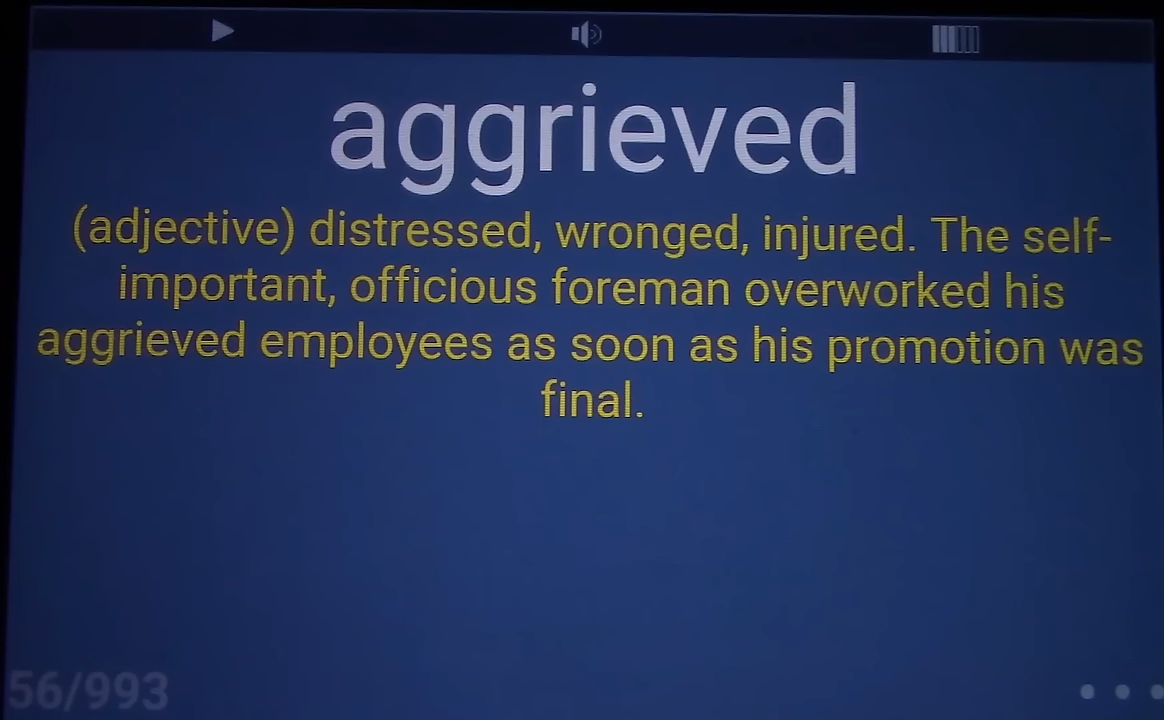 aggrieved
(adjective) distressed, wronged, injured. The self-
important, officious foreman overworked his
aggrieved employees as soon as his promotion was
final.
56/993